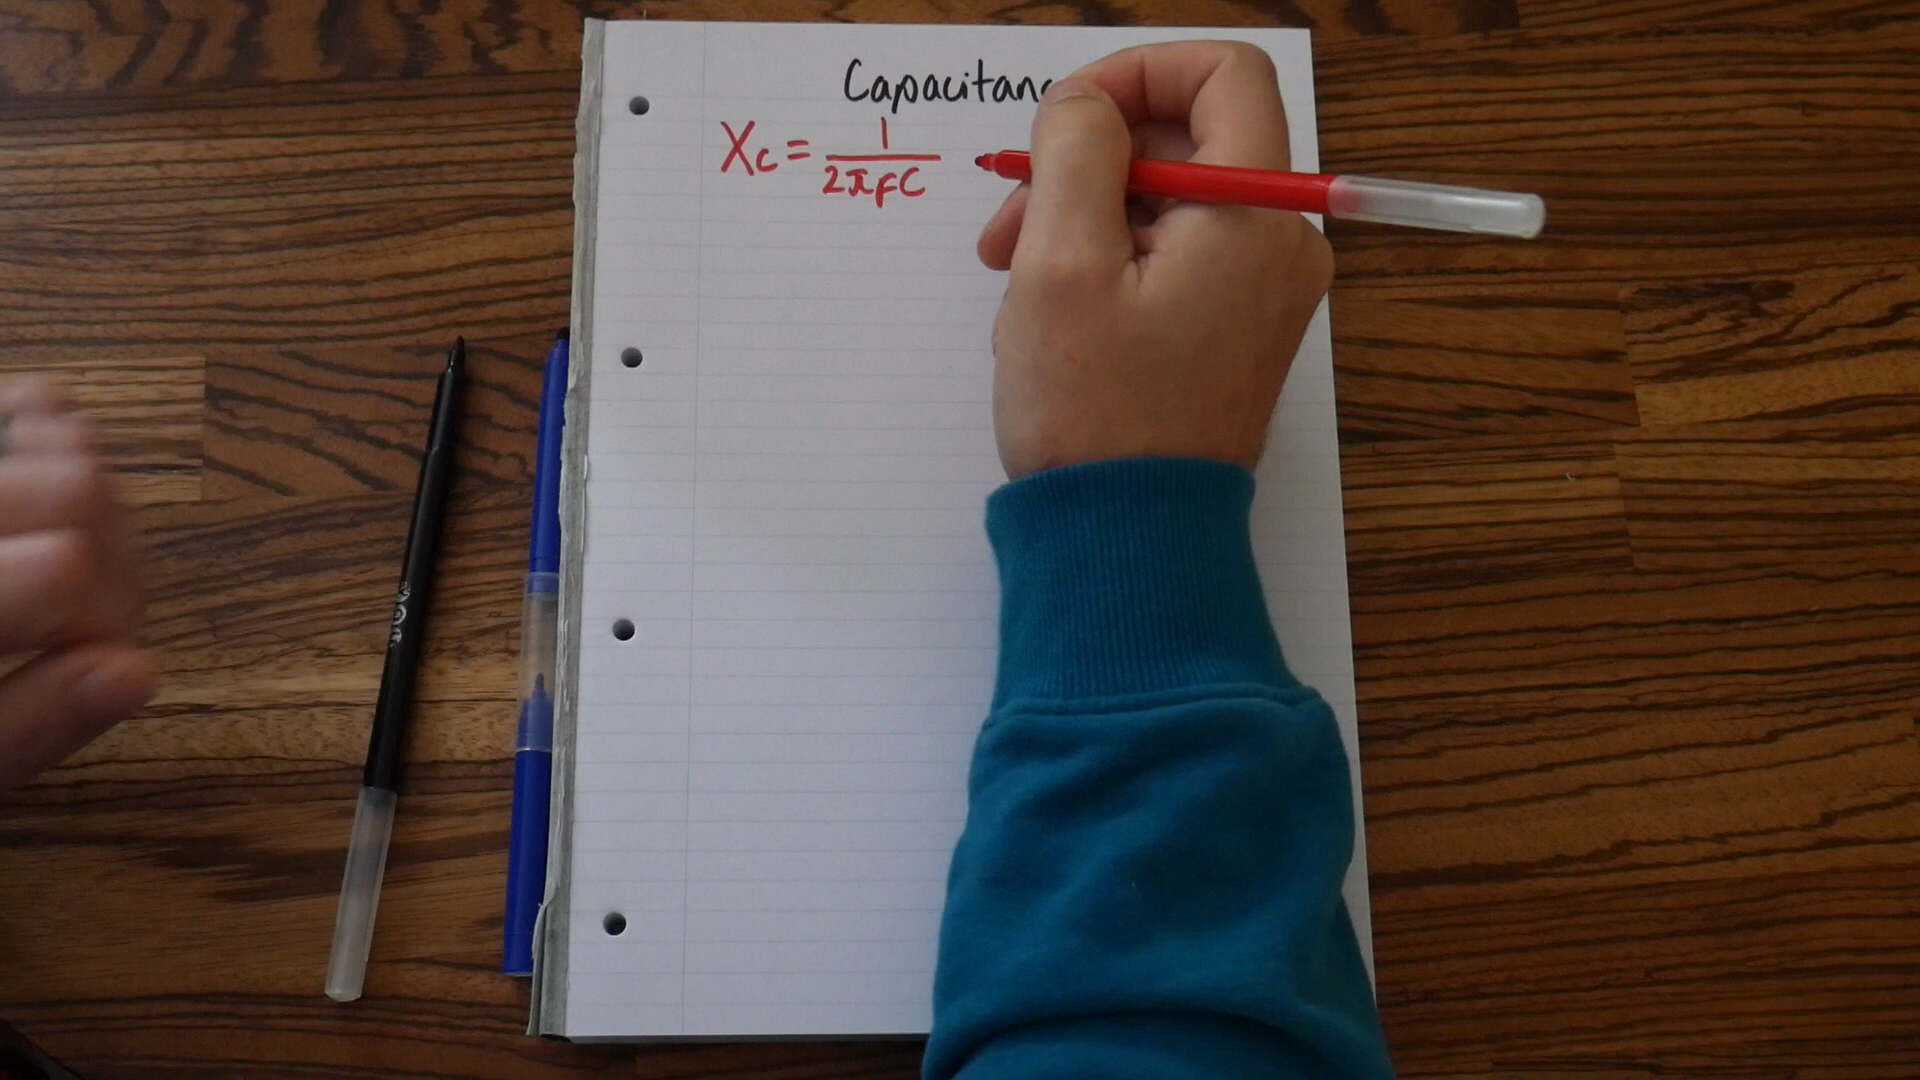 Capacitan
Xc = 1/2πfC